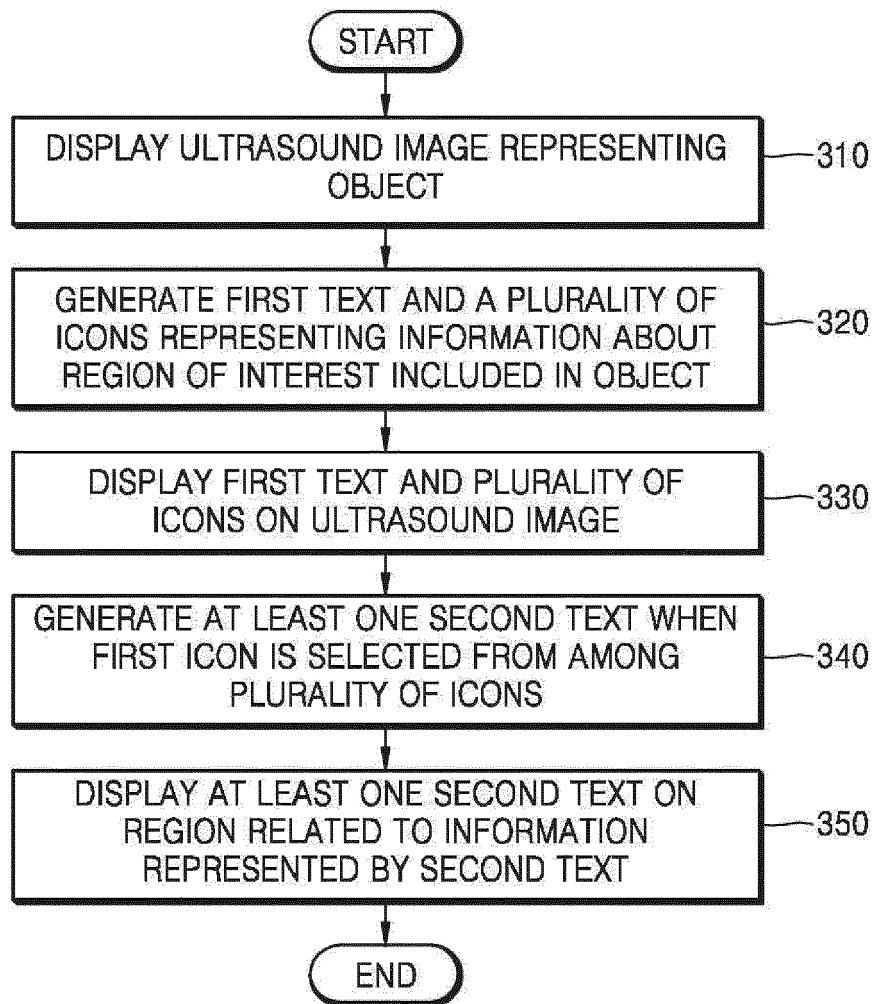 START
DISPLAY ULTRASOUND IMAGE REPRESENTING
OBJECT
310
GENERATE FIRST TEXT AND A PLURALITY OF
ICONS REPRESENTING INFORMATION ABOUT
REGION OF INTEREST INCLUDED IN OBJECT
320
DISPLAY FIRST TEXT AND PLURALITY OF
ICONS ON ULTRASOUND IMAGE
330
GENERATE AT LEAST ONE SECOND TEXT WHEN
FIRST ICON IS SELECTED FROM AMONG
PLURALITY OF ICONS
340
DISPLAY AT LEAST ONE SECOND TEXT ON
REGION RELATED TO INFORMATION
REPRESENTED BY SECOND TEXT
350
END